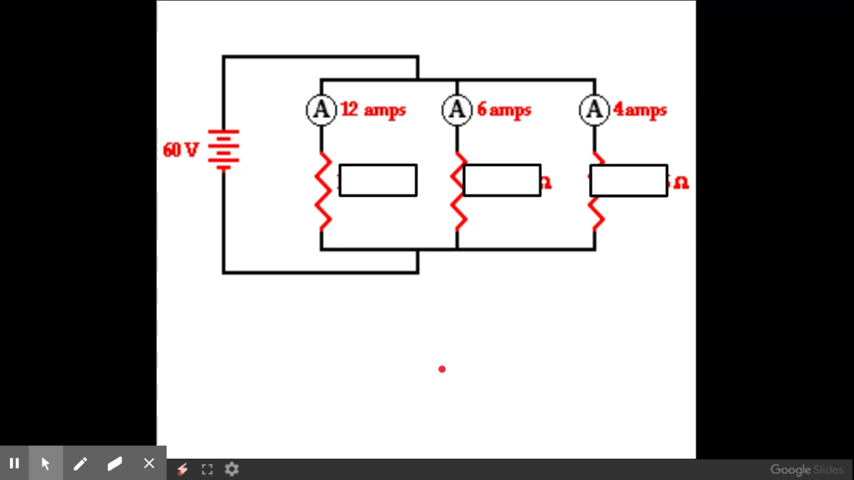 A 12 amps A 6 amps A 4 amps
60 V
Ω Ω
Google Slides